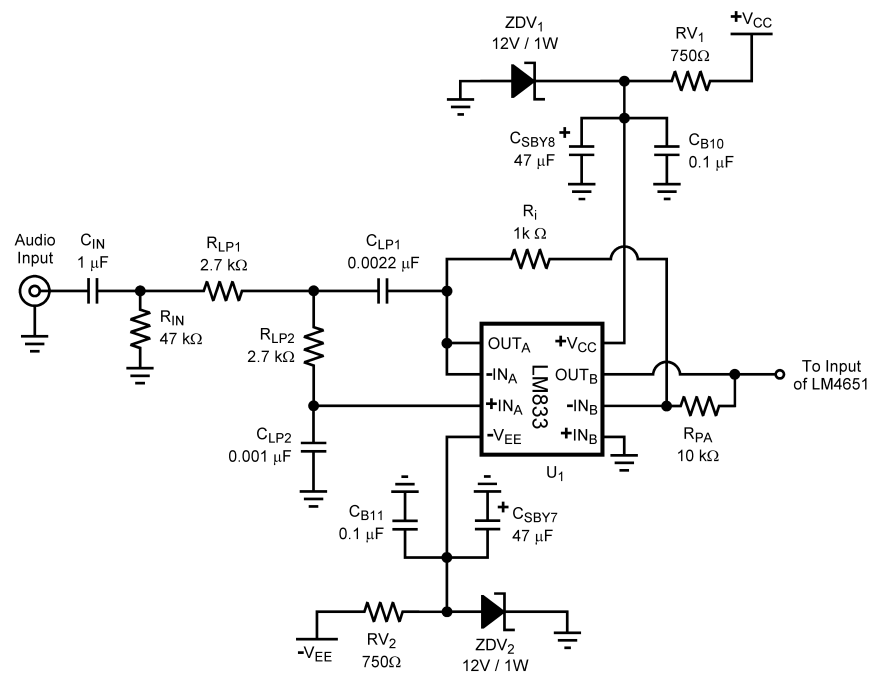 ZDV1
12V / 1W
RV1
750Ω
+VCC
CSBY8
+
47 µF
CB10
0.1 µF
Audio
Input
CIN
1 µF
RLP1
2.7 kΩ
CLP1
0.0022 µF
Ri
1k Ω
RIN
47 kΩ
RLP2
2.7 kΩ
OUTA
-INA
+INA
-VEE
LM833
+VCC
OUTB
-INB
+INB
U1
To Input
of LM4651
RPA
10 kΩ
CLP2
0.001 µF
CB11
0.1 µF
+
CSBY7
47 µF
-VEE
RV2
750Ω
ZDV2
12V / 1W